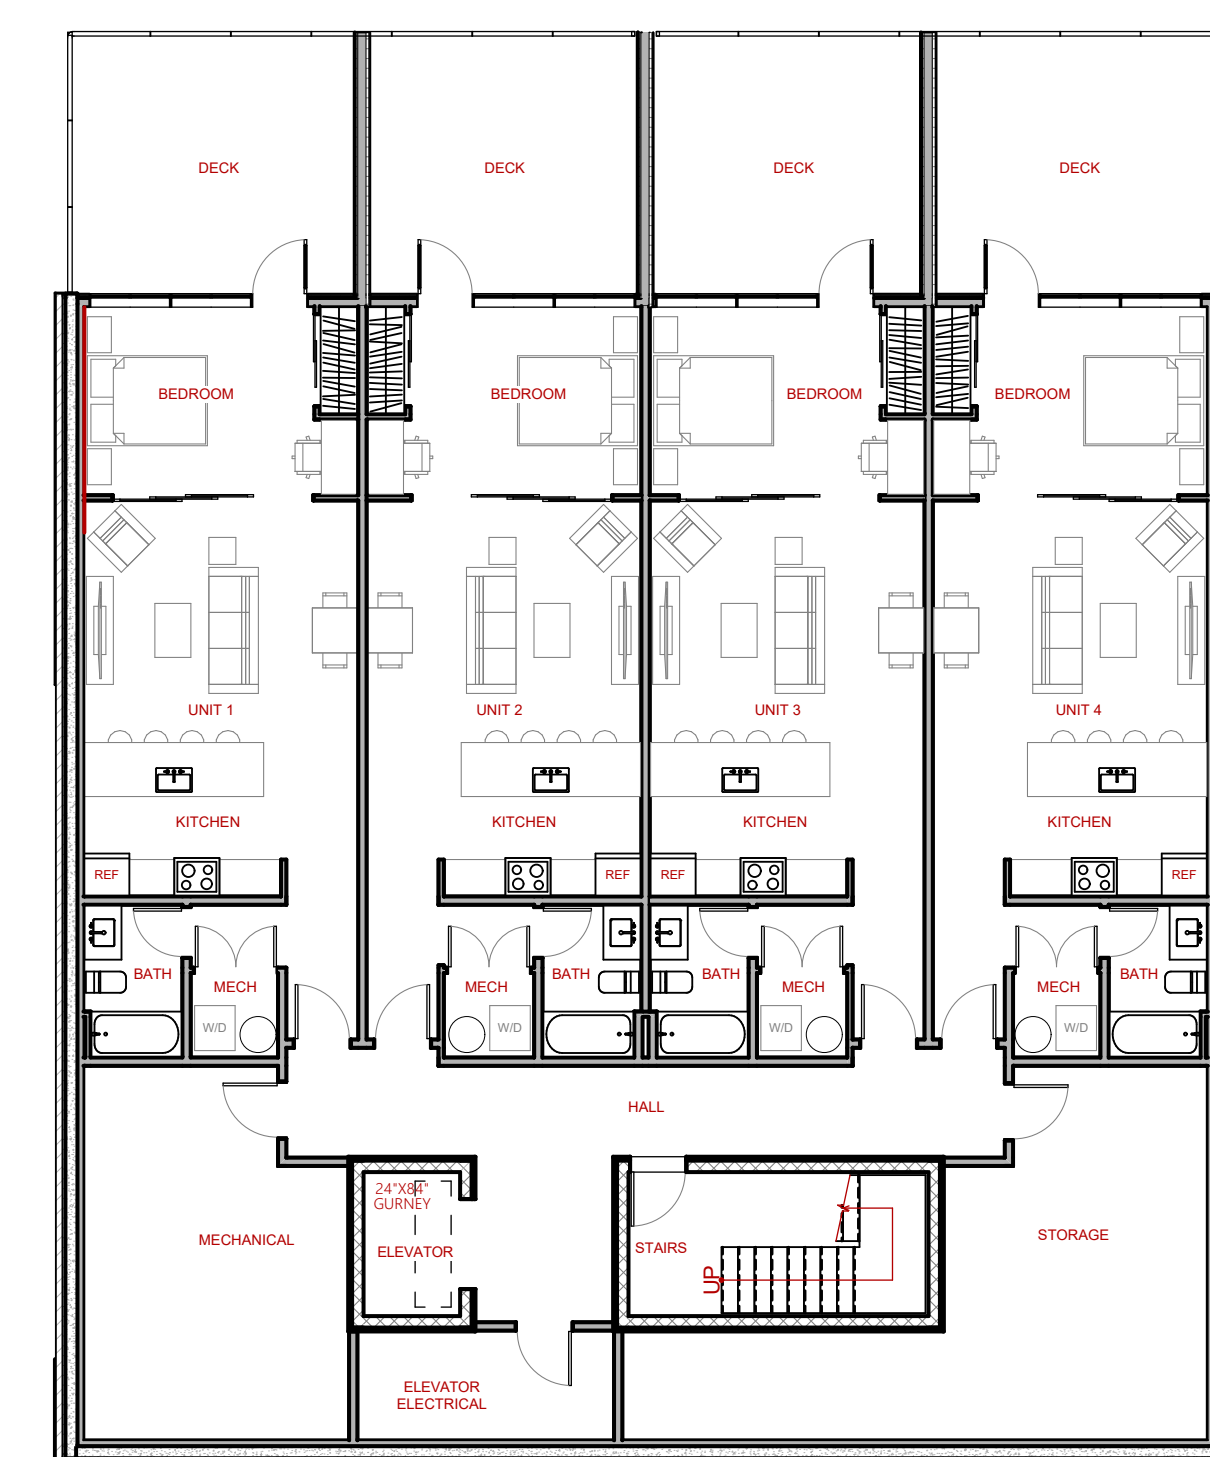 DECK DECK DECK DECK
BEDROOM BEDROOM BEDROOM BEDROOM
UNIT 1 UNIT 2 UNIT 3 UNIT 4
KITCHEN KITCHEN KITCHEN KITCHEN
REF REF REF REF
BATH MECH MECH BATH BATH MECH MECH BATH
W/D W/D W/D W/D
HALL
24"X84"
GURNEY
MECHANICAL ELEVATOR STAIRS STORAGE
UP
ELEVATOR
ELECTRICAL